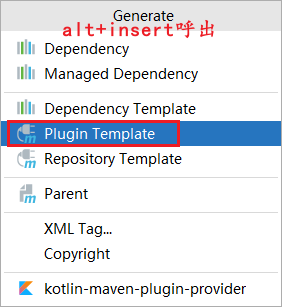 Generate
alt+insert呼出
Dependency
Managed Dependency
Dependency Template
Plugin Template
Repository Template
Parent
XML Tag...
Copyright
kotlin-maven-plugin-provider